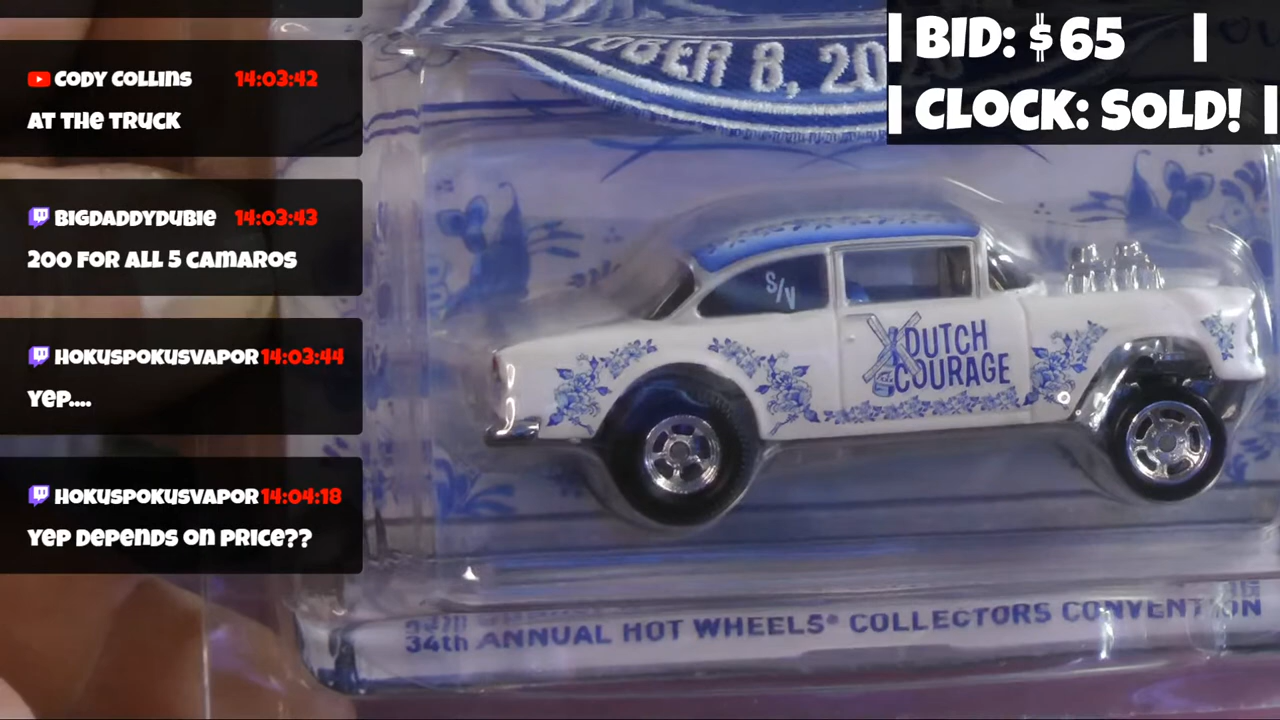 CODY COLLINS 14:03:42
AT THE TRUCK
BIGDADDYDUBIE 14:03:43
200 FOR ALL 5 CAMAROS
HOKUSPOKUSVAPOR 14:03:44
YEP....
HOKUSPOKUSVAPOR 14:04:18
YEP DEPENDS ON PRICE??
| BID: $65 |
| CLOCK: SOLD! |
8, 20
S/V
DUTCH
COURAGE
34th ANNUAL HOT WHEELS® COLLECTORS CONVENTION